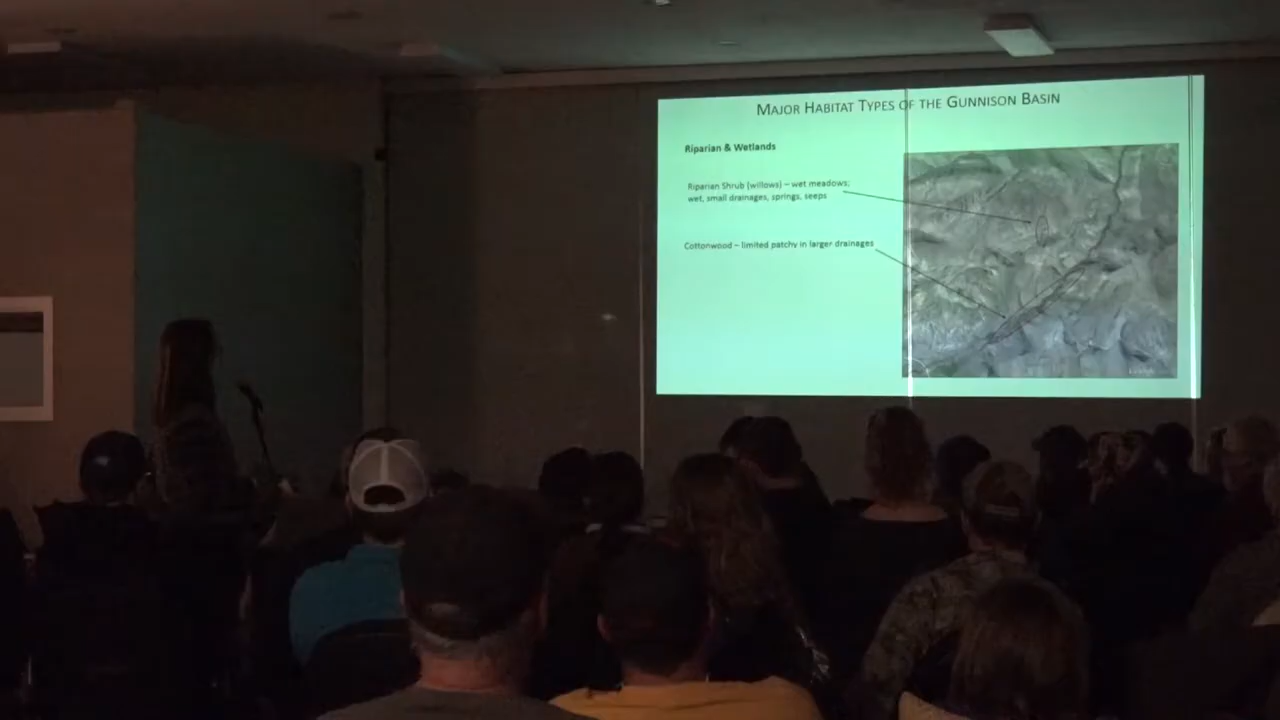 MAJOR HABITAT TYPES OF THE GUNNISON BASIN
Riparian & Wetlands
Riparian Shrub (willows) – wet meadows;
wet, small drainages, springs, seeps
Cottonwood – limited patchy in larger drainages